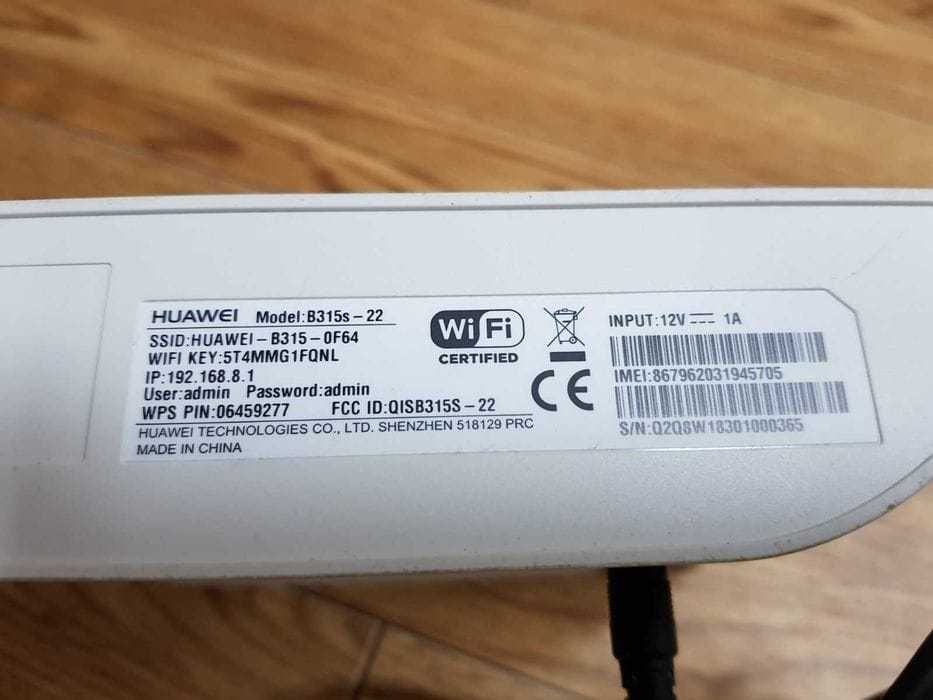 HUAWEI Model:B315s-22
SSID:HUAWEI-B315-0F64
WIFI KEY:5T4MMG1FQNL
IP:192.168.8.1
User:admin Password:admin
WPS PIN:06459277 FCC ID:QISB315S-22
HUAWEI TECHNOLOGIES CO., LTD. SHENZHEN 518129 PRC
MADE IN CHINA
Wi Fi
CERTIFIED
CE
INPUT:12V⎓ 1A
IMEI:867962031945705
S/N:Q2Q8W18301000365